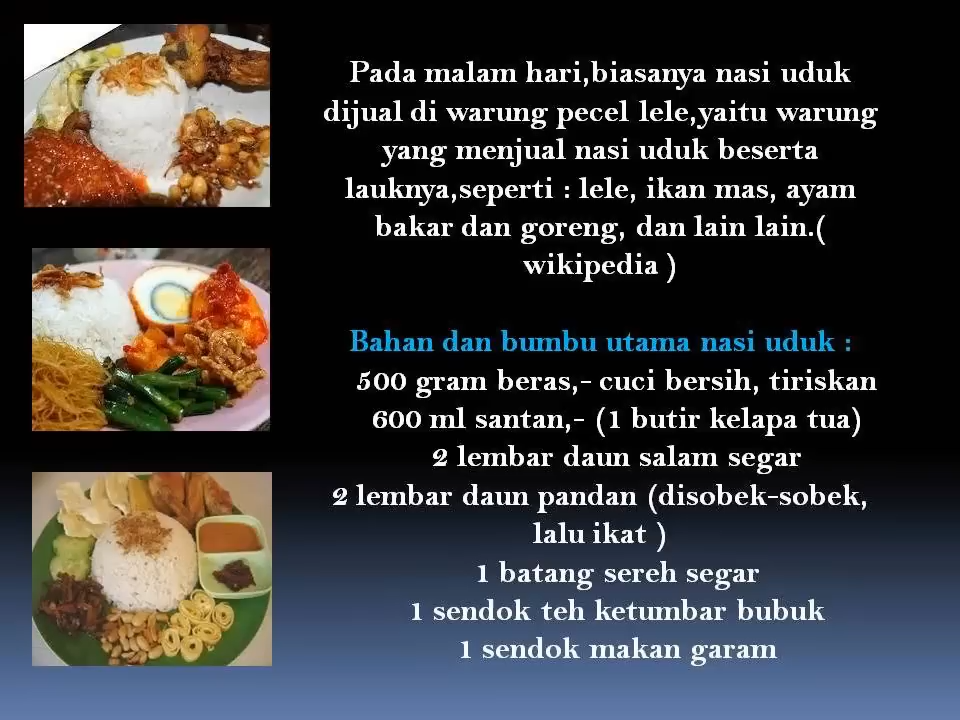 Pada malam hari,biasanya nasi uduk
dijual di warung pecel lele,yaitu warung
yang menjual nasi uduk beserta
lauknya,seperti : lele, ikan mas, ayam
bakar dan goreng, dan lain lain.(
wikipedia )
Bahan dan bumbu utama nasi uduk :
500 gram beras,- cuci bersih, tiriskan
600 ml santan,- (1 butir kelapa tua)
2 lembar daun salam segar
2 lembar daun pandan (disobek-sobek,
lalu ikat )
1 batang sereh segar
1 sendok teh ketumbar bubuk
1 sendok makan garam